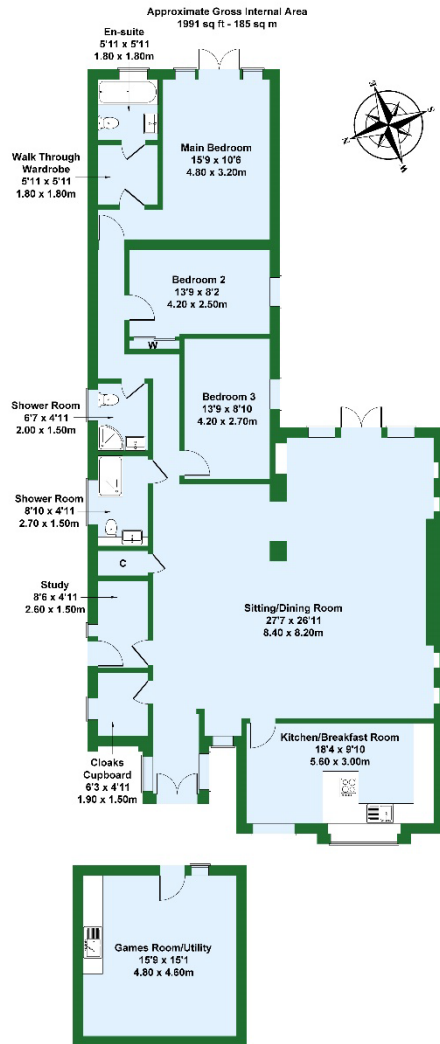 Approximate Gross Internal Area
1991 sq ft - 185 sq m
En-suite
5'11 x 5'11
1.80 x 1.80m
Main Bedroom
15'9 x 10'6
4.80 x 3.20m
Walk Through
Wardrobe
5'11 x 5'11
1.80 x 1.80m
Bedroom 2
13'9 x 8'2
4.20 x 2.50m
W
Bedroom 3
13'9 x 8'10
4.20 x 2.70m
Shower Room
6'7 x 4'11
2.00 x 1.50m
Shower Room
8'10 x 4'11
2.70 x 1.50m
C
Study
8'6 x 4'11
2.60 x 1.50m
Sitting/Dining Room
27'7 x 26'11
8.40 x 8.20m
Kitchen/Breakfast Room
18'4 x 9'10
5.60 x 3.00m
Cloaks
Cupboard
6'3 x 4'11
1.90 x 1.50m
Games Room/Utility
15'9 x 15'1
4.80 x 4.60m